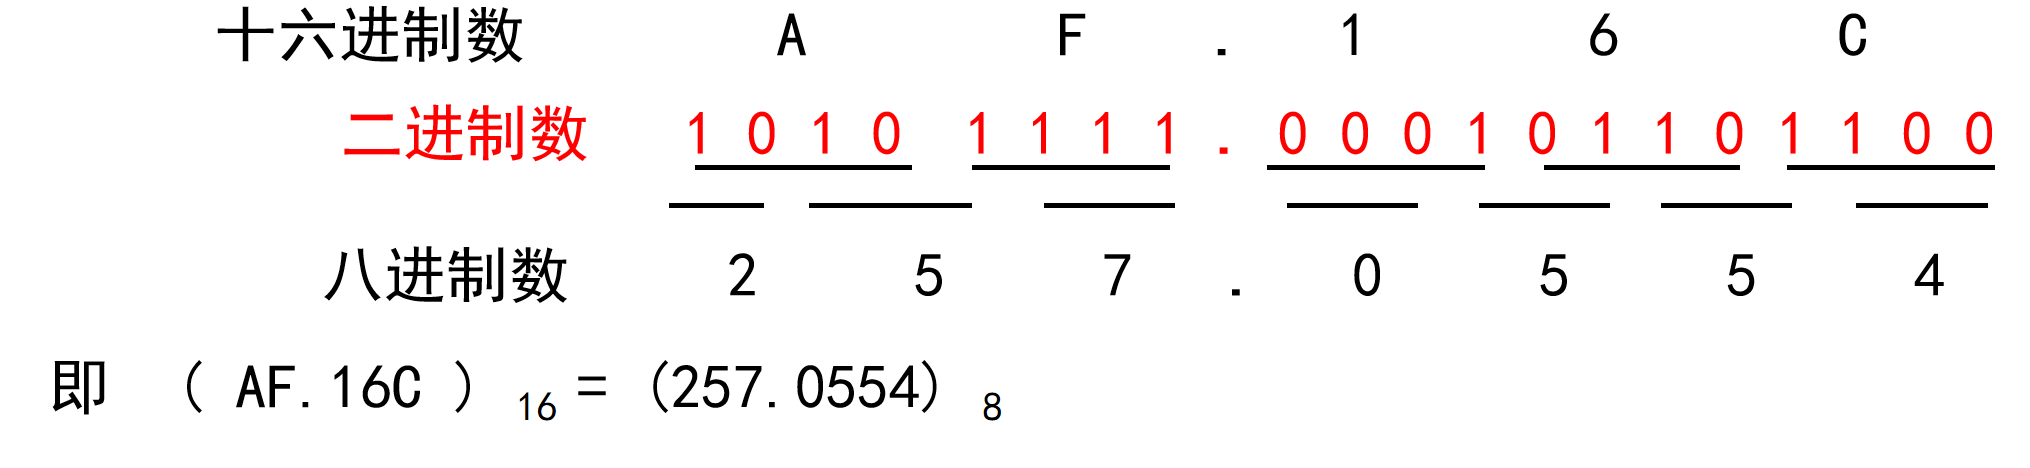 十六进制数 A F . 1 6 C
二进制数 1 0 1 0 1 1 1 1 . 0 0 0 1 0 1 1 0 1 1 0 0
八进制数 2 5 7 . 0 5 5 4
即 ( AF.16C ) 16 = (257.0554) 8